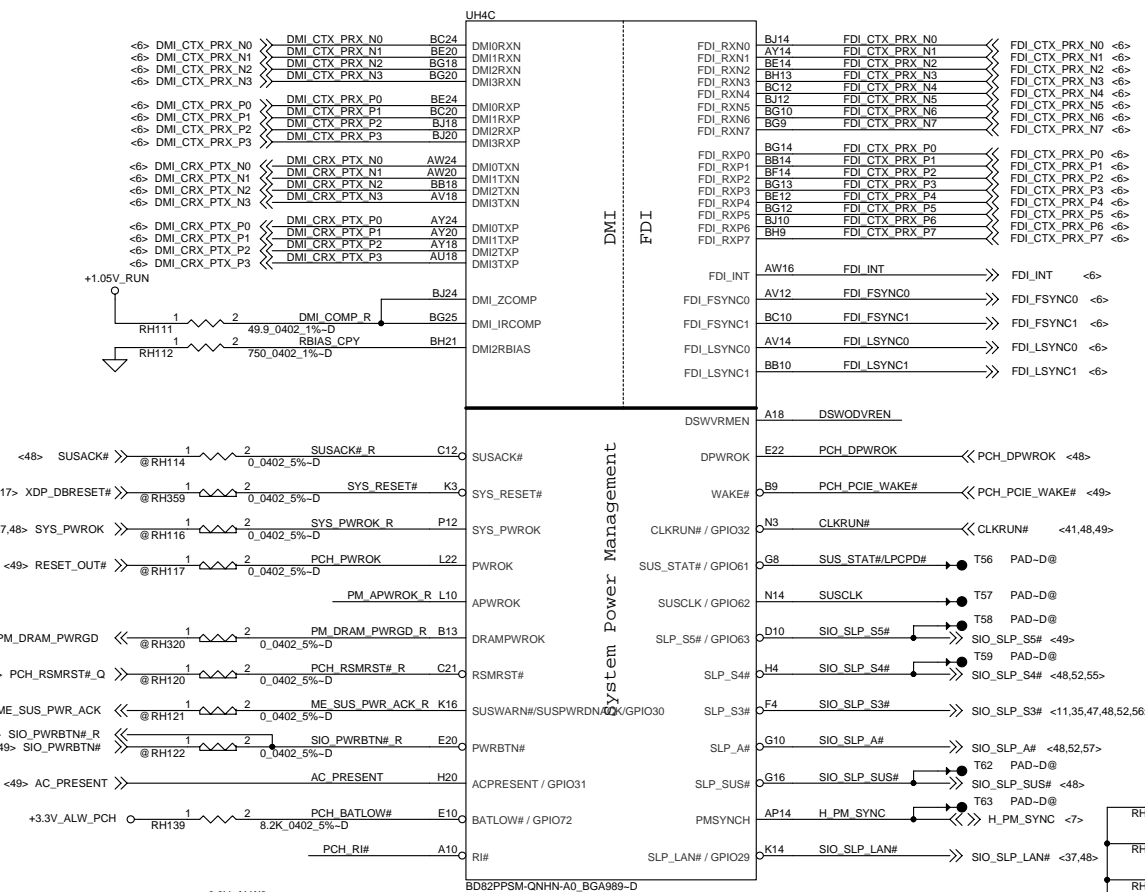 UH4C
<6> DMI_CTX_PRX_N0 DMI_CTX_PRX_N0 BC24 DMI0RXN
<6> DMI_CTX_PRX_N1 DMI_CTX_PRX_N1 BE20 DMI1RXN
<6> DMI_CTX_PRX_N2 DMI_CTX_PRX_N2 BG18 DMI2RXN
<6> DMI_CTX_PRX_N3 DMI_CTX_PRX_N3 BG20 DMI3RXN
<6> DMI_CTX_PRX_P0 DMI_CTX_PRX_P0 BE24 DMI0RXP
<6> DMI_CTX_PRX_P1 DMI_CTX_PRX_P1 BC20 DMI1RXP
<6> DMI_CTX_PRX_P2 DMI_CTX_PRX_P2 BJ18 DMI2RXP
<6> DMI_CTX_PRX_P3 DMI_CTX_PRX_P3 BJ20 DMI3RXP
<6> DMI_CRX_PTX_N0 DMI_CRX_PTX_N0 AW24 DMI0TXN
<6> DMI_CRX_PTX_N1 DMI_CRX_PTX_N1 AW20 DMI1TXN
<6> DMI_CRX_PTX_N2 DMI_CRX_PTX_N2 BB18 DMI2TXN
<6> DMI_CRX_PTX_N3 DMI_CRX_PTX_N3 AV18 DMI3TXN
<6> DMI_CRX_PTX_P0 DMI_CRX_PTX_P0 AY24 DMI0TXP
<6> DMI_CRX_PTX_P1 DMI_CRX_PTX_P1 AY20 DMI1TXP
<6> DMI_CRX_PTX_P2 DMI_CRX_PTX_P2 AY18 DMI2TXP
<6> DMI_CRX_PTX_P3 DMI_CRX_PTX_P3 AU18 DMI3TXP
+1.05V_RUN
BJ24 DMI_ZCOMP
RH111 1 2 49.9_0402_1%~D DMI_COMP_R BG25 DMI_IRCOMP
RH112 1 2 750_0402_1%~D RBIAS_CPY BH21 DMI2RBIAS
DMI
FDI
FDI_RXN0 BJ14 FDI_CTX_PRX_N0 FDI_CTX_PRX_N0 <6>
FDI_RXN1 AY14 FDI_CTX_PRX_N1 FDI_CTX_PRX_N1 <6>
FDI_RXN2 BE14 FDI_CTX_PRX_N2 FDI_CTX_PRX_N2 <6>
FDI_RXN3 BH13 FDI_CTX_PRX_N3 FDI_CTX_PRX_N3 <6>
FDI_RXN4 BC12 FDI_CTX_PRX_N4 FDI_CTX_PRX_N4 <6>
FDI_RXN5 BJ12 FDI_CTX_PRX_N5 FDI_CTX_PRX_N5 <6>
FDI_RXN6 BG10 FDI_CTX_PRX_N6 FDI_CTX_PRX_N6 <6>
FDI_RXN7 BG9 FDI_CTX_PRX_N7 FDI_CTX_PRX_N7 <6>
FDI_RXP0 BG14 FDI_CTX_PRX_P0 FDI_CTX_PRX_P0 <6>
FDI_RXP1 BB14 FDI_CTX_PRX_P1 FDI_CTX_PRX_P1 <6>
FDI_RXP2 BF14 FDI_CTX_PRX_P2 FDI_CTX_PRX_P2 <6>
FDI_RXP3 BG13 FDI_CTX_PRX_P3 FDI_CTX_PRX_P3 <6>
FDI_RXP4 BE12 FDI_CTX_PRX_P4 FDI_CTX_PRX_P4 <6>
FDI_RXP5 BG12 FDI_CTX_PRX_P5 FDI_CTX_PRX_P5 <6>
FDI_RXP6 BJ10 FDI_CTX_PRX_P6 FDI_CTX_PRX_P6 <6>
FDI_RXP7 BH9 FDI_CTX_PRX_P7 FDI_CTX_PRX_P7 <6>
FDI_INT AW16 FDI_INT FDI_INT <6>
FDI_FSYNC0 AV12 FDI_FSYNC0 FDI_FSYNC0 <6>
FDI_FSYNC1 BC10 FDI_FSYNC1 FDI_FSYNC1 <6>
FDI_LSYNC0 AV14 FDI_LSYNC0 FDI_LSYNC0 <6>
FDI_LSYNC1 BB10 FDI_LSYNC1 FDI_LSYNC1 <6>
System Power Management
<48> SUSACK# @RH114 1 2 0_0402_5%~D SUSACK#_R C12 SUSACK#
17> XDP_DBRESET# @RH359 1 2 0_0402_5%~D SYS_RESET# K3 SYS_RESET#
7,48> SYS_PWROK @RH116 1 2 0_0402_5%~D SYS_PWROK_R P12 SYS_PWROK
<49> RESET_OUT# @RH117 1 2 0_0402_5%~D PCH_PWROK L22 PWROK
PM_APWROK_R L10 APWROK
PM_DRAM_PWRGD @RH320 1 2 0_0402_5%~D PM_DRAM_PWRGD_R B13 DRAMPWROK
> PCH_RSMRST#_Q @RH120 1 2 0_0402_5%~D PCH_RSMRST#_R C21 RSMRST#
ME_SUS_PWR_ACK @RH121 1 2 0_0402_5%~D ME_SUS_PWR_ACK_R K16 SUSWARN#/SUSPWRDNACK/GPIO30
> SIO_PWRBTN#_R
49> SIO_PWRBTN# @RH122 1 2 0_0402_5%~D SIO_PWRBTN#_R E20 PWRBTN#
<49> AC_PRESENT AC_PRESENT H20 ACPRESENT / GPIO31
+3.3V_ALW_PCH RH139 1 2 8.2K_0402_5%~D PCH_BATLOW# E10 BATLOW# / GPIO72
PCH_RI# A10 RI#
DSWVRMEN A18 DSWODVREN
DPWROK E22 PCH_DPWROK PCH_DPWROK <48>
WAKE# B9 PCH_PCIE_WAKE# PCH_PCIE_WAKE# <49>
CLKRUN# / GPIO32 N3 CLKRUN# CLKRUN# <41,48,49>
SUS_STAT# / GPIO61 G8 SUS_STAT#/LPCPD# T56 PAD~D@
SUSCLK / GPIO62 N14 SUSCLK T57 PAD~D@
T58 PAD~D@
SLP_S5# / GPIO63 D10 SIO_SLP_S5# SIO_SLP_S5# <49>
T59 PAD~D@
SLP_S4# H4 SIO_SLP_S4# SIO_SLP_S4# <48,52,55>
SLP_S3# F4 SIO_SLP_S3# SIO_SLP_S3# <11,35,47,48,52,56
SLP_A# G10 SIO_SLP_A# SIO_SLP_A# <48,52,57>
T62 PAD~D@
SLP_SUS# G16 SIO_SLP_SUS# SIO_SLP_SUS# <48>
T63 PAD~D@
PMSYNCH AP14 H_PM_SYNC H_PM_SYNC <7>
SLP_LAN# / GPIO29 K14 SIO_SLP_LAN# SIO_SLP_LAN# <37,48>
RH
RH
RH
BD82PPSM-QNHN-A0_BGA989~D